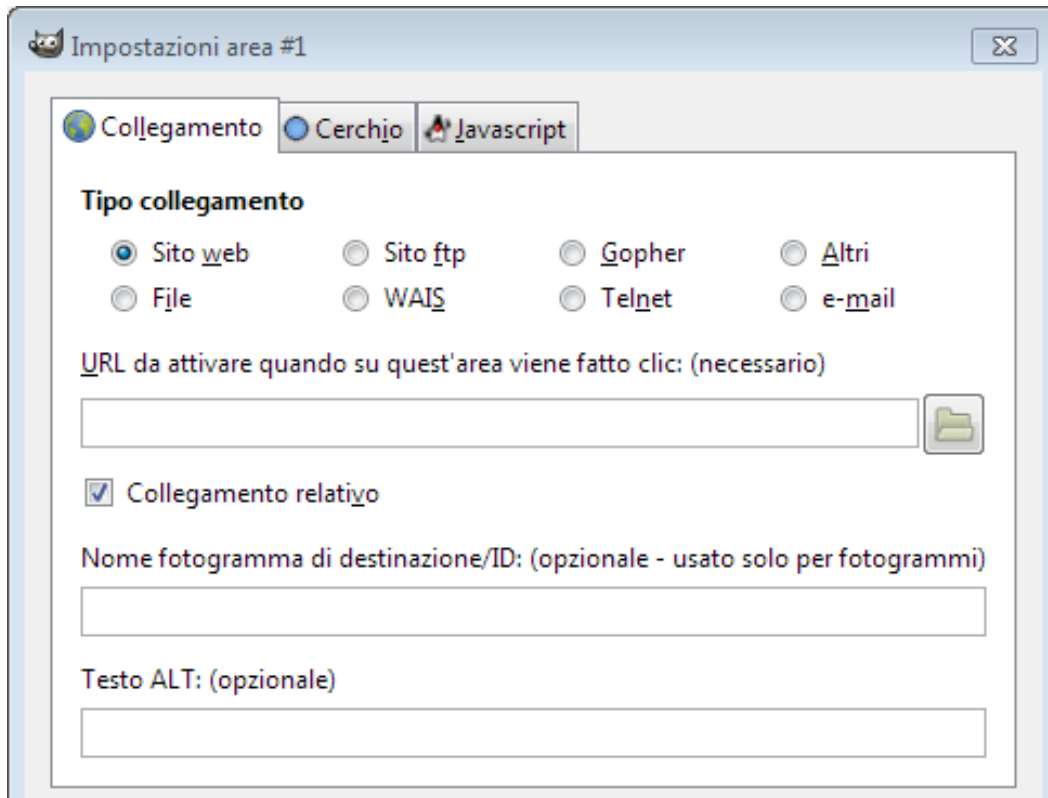 Impostazioni area #1
Collegamento Cerchio Javascript
Tipo collegamento
Sito web Sito ftp Gopher Altri
File WAIS Telnet e-mail
URL da attivare quando su quest'area viene fatto clic: (necessario)
Collegamento relativo
Nome fotogramma di destinazione/ID: (opzionale - usato solo per fotogrammi)
Testo ALT: (opzionale)